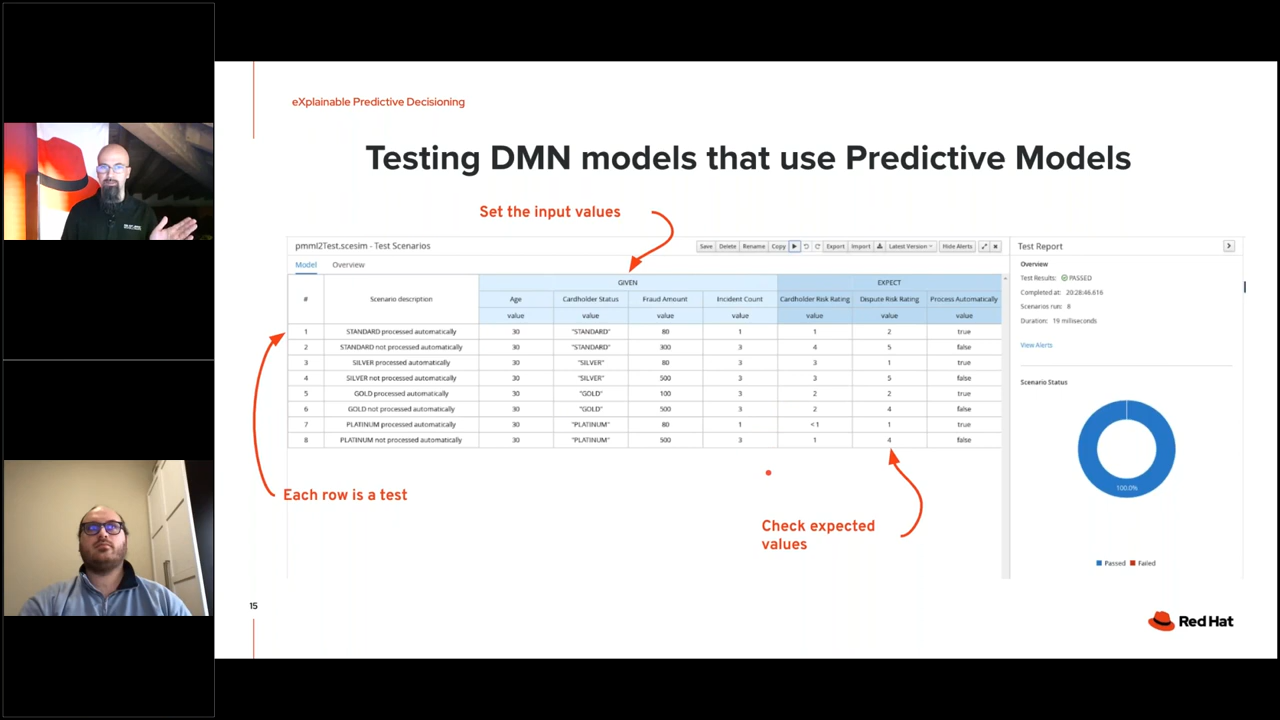 eXplainable Predictive Decisioning
Testing DMN models that use Predictive Models
Set the input values
pmml2Test.scesim - Test Scenarios
Save Delete Rename Copy Export Import Latest Version Hide Alerts
Model Overview
# Scenario description GIVEN EXPECT
Age Cardholder Status Fraud Amount Incident Count Cardholder Risk Rating Dispute Risk Rating Process Automatically
value value value value value value value
1 STANDARD processed automatically 30 "STANDARD" 80 1 1 2 true
2 STANDARD not processed automatically 30 "STANDARD" 300 3 4 5 false
3 SILVER processed automatically 30 "SILVER" 80 3 3 1 true
4 SILVER not processed automatically 30 "SILVER" 500 3 3 5 false
5 GOLD processed automatically 30 "GOLD" 100 3 2 2 true
6 GOLD not processed automatically 30 "GOLD" 500 3 2 4 false
7 PLATINUM processed automatically 30 "PLATINUM" 80 1 <1 1 true
8 PLATINUM not processed automatically 30 "PLATINUM" 500 3 1 4 false
Test Report
Overview
Test Results: PASSED
Completed at: 20:28:46.616
Scenarios run: 8
Duration: 19 miliseconds
View Alerts
Scenario Status
100.0%
Passed Failed
Each row is a test
Check expected
values
15
Red Hat